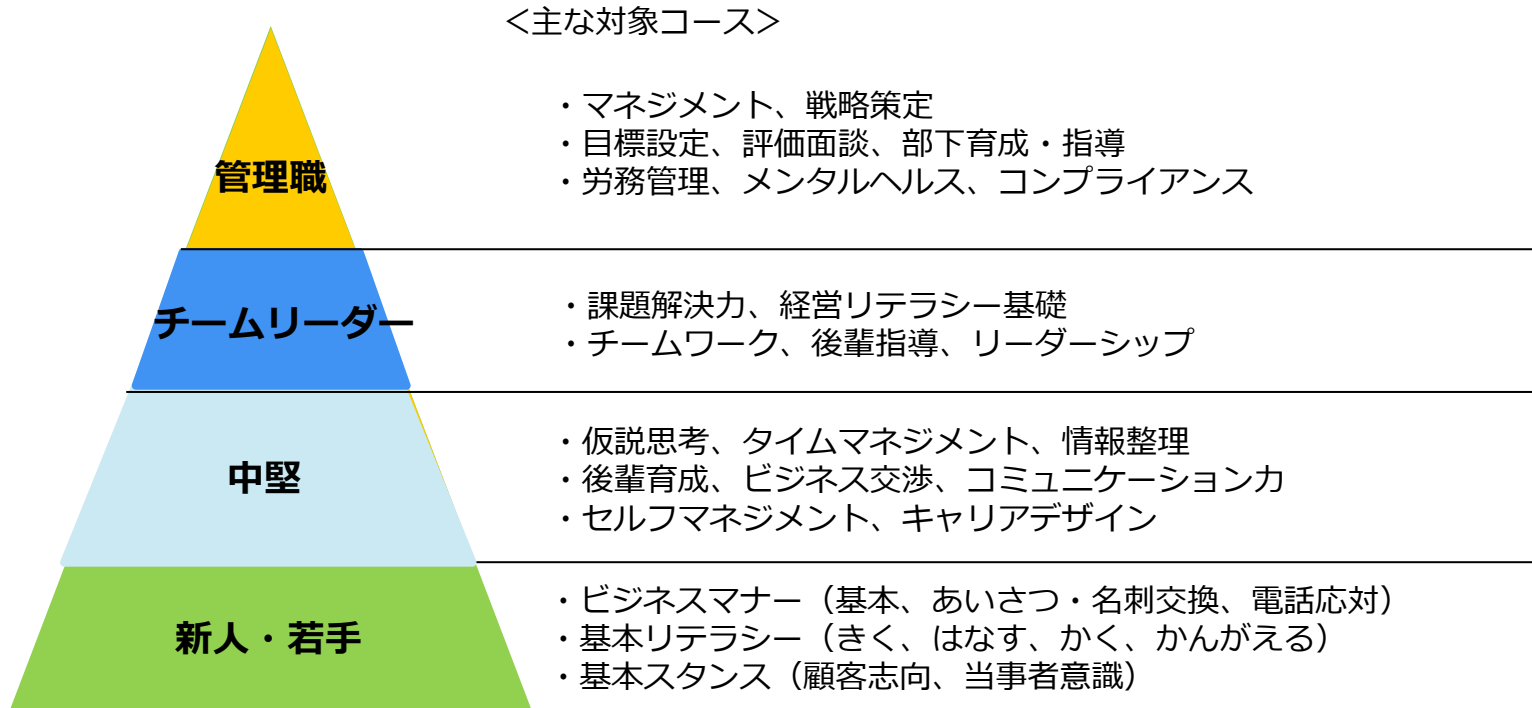 ＜主な対象コース＞
管理職
・マネジメント、戦略策定
・目標設定、評価面談、部下育成・指導
・労務管理、メンタルヘルス、コンプライアンス
チームリーダー
・課題解決力、経営リテラシー基礎
・チームワーク、後輩指導、リーダーシップ
中堅
・仮説思考、タイムマネジメント、情報整理
・後輩育成、ビジネス交渉、コミュニケーション力
・セルフマネジメント、キャリアデザイン
新人・若手
・ビジネスマナー（基本、あいさつ・名刺交換、電話応対）
・基本リテラシー（きく、はなす、かく、かんがえる）
・基本スタンス（顧客志向、当事者意識）